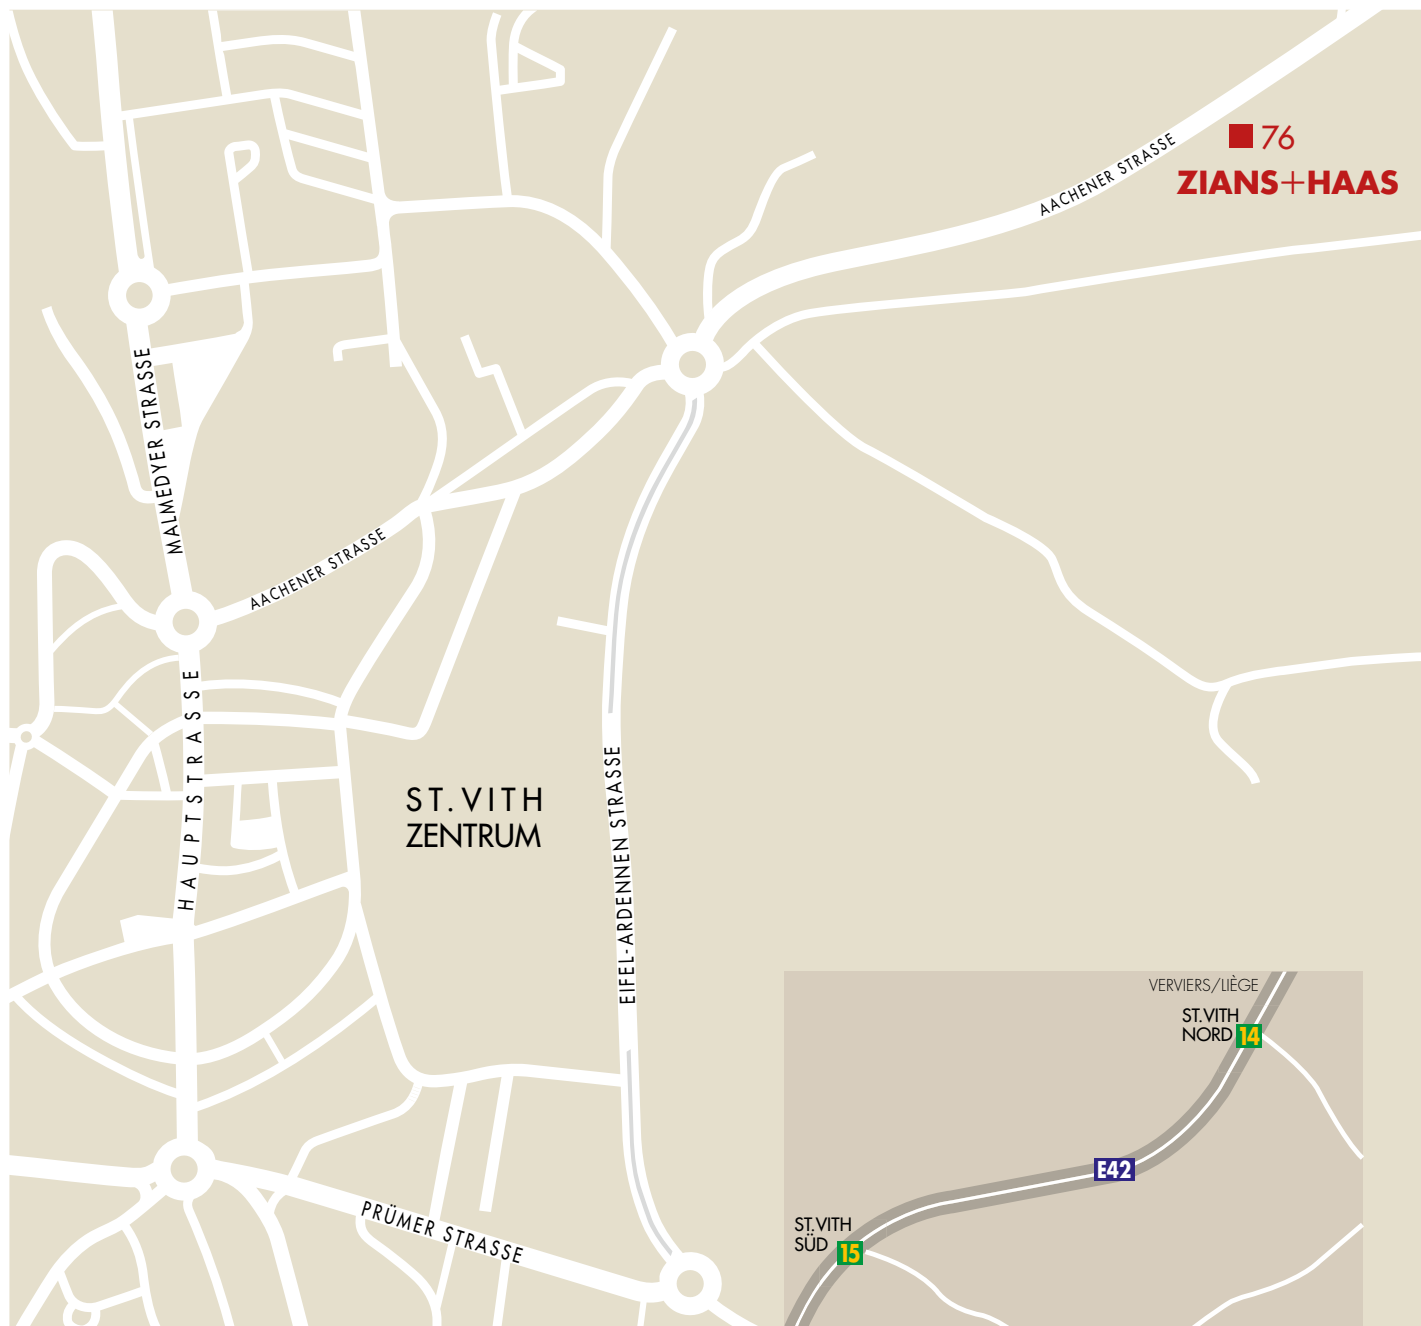 76
ZIANS+HAAS
AACHENER STRASSE
MALMEDYER STRASSE
AACHENER STRASSE
HAUPTSTRASSE
ST. VITH
ZENTRUM
EIFEL-ARDENNEN STRASSE
PRÜMER STRASSE
VERVIERS/LIÈGE
ST. VITH
NORD 14
E42
ST. VITH
SÜD 15